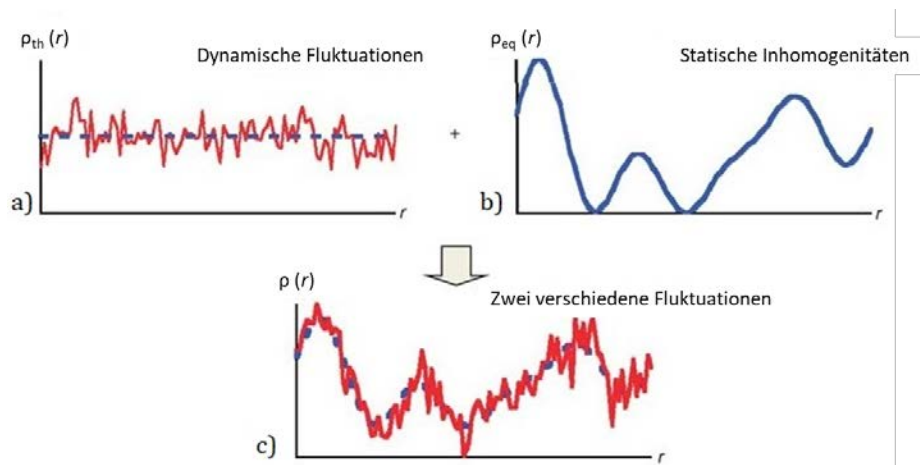 ρth (r)
Dynamische Fluktuationen
a)
r
+
ρeq (r)
Statische Inhomogenitäten
b)
r
ρ (r)
Zwei verschiedene Fluktuationen
c)
r